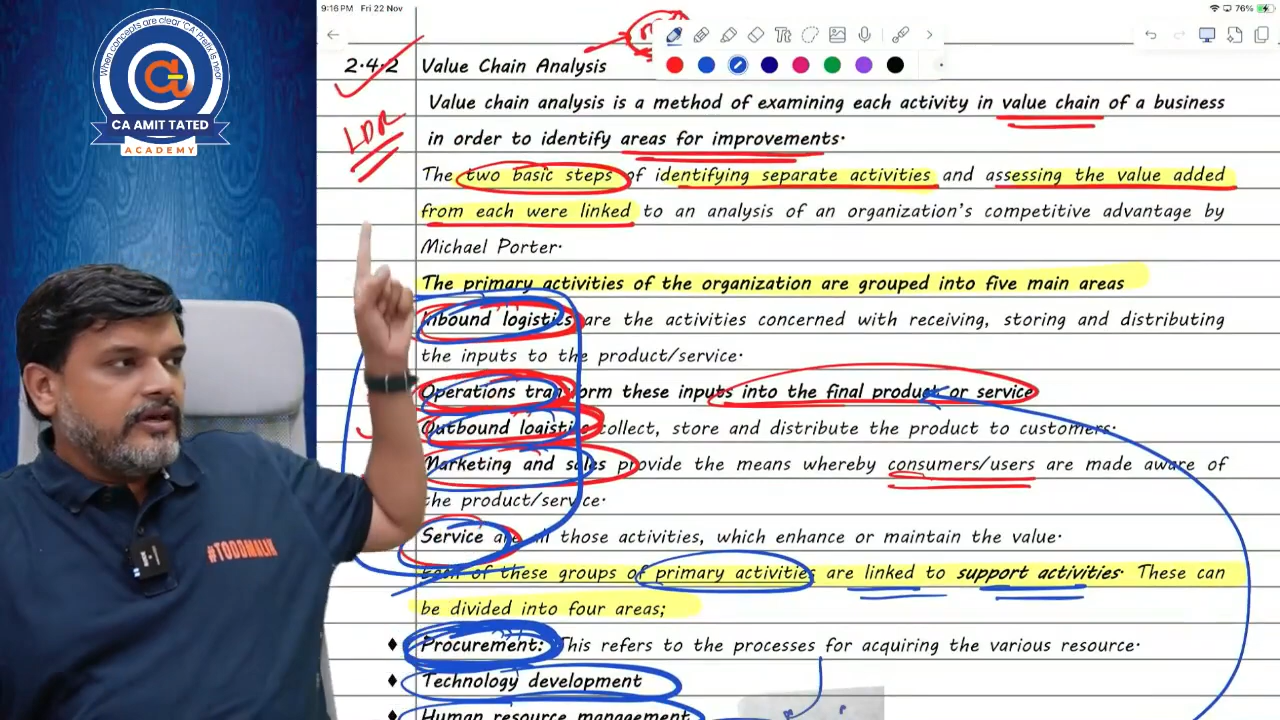 9:16 PM Fri 22 Nov
76%
When concepts are clear 'CA' Prefix is near
CA AMIT TATED
ACADEMY
2.4.2 Value Chain Analysis
LDR
Value chain analysis is a method of examining each activity in value chain of a business
in order to identify areas for improvements.
The two basic steps of identifying separate activities and assessing the value added
from each were linked to an analysis of an organization's competitive advantage by
Michael Porter.
The primary activities of the organization are grouped into five main areas
Inbound logistics are the activities concerned with receiving, storing and distributing
the inputs to the product/service.
Operations transform these inputs into the final product or service
Outbound logistics collect, store and distribute the product to customers.
Marketing and sales provide the means whereby consumers/users are made aware of
the product/service.
Service are all those activities, which enhance or maintain the value.
Each of these groups of primary activities are linked to support activities. These can
be divided into four areas;
♦ Procurement: This refers to the processes for acquiring the various resource.
♦ Technology development
♦ Human resource management
#TODDMALIK